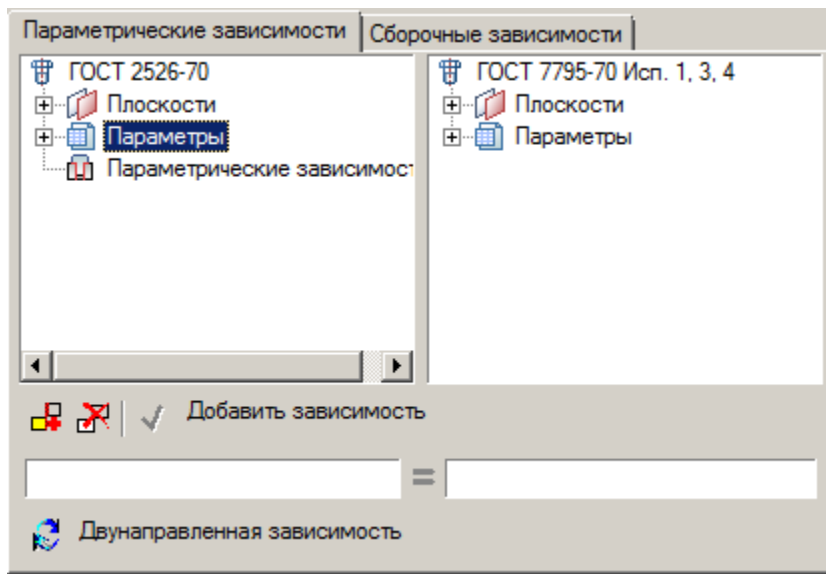 Параметрические зависимости
Сборочные зависимости
ГОСТ 2526-70
Плоскости
Параметры
Параметрические зависимост
ГОСТ 7795-70 Исп. 1, 3, 4
Плоскости
Параметры
Добавить зависимость
=
Двунаправленная зависимость